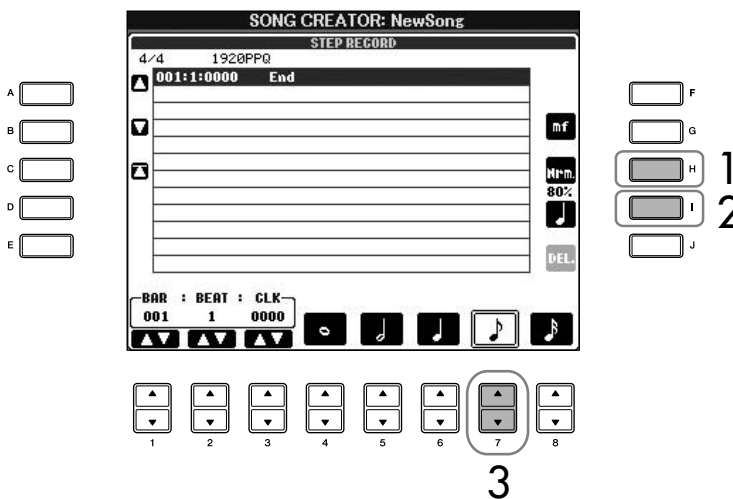 SONG CREATOR: NewSong
STEP RECORD
4/4 1920PPQ
001:1:0000 End
A
B
C
D
E
mf
Nrm.
80%
DEL.
F
G
H 1
I 2
J
BAR : BEAT : CLK
001 1 0000
1 2 3 4 5 6 7 8
3